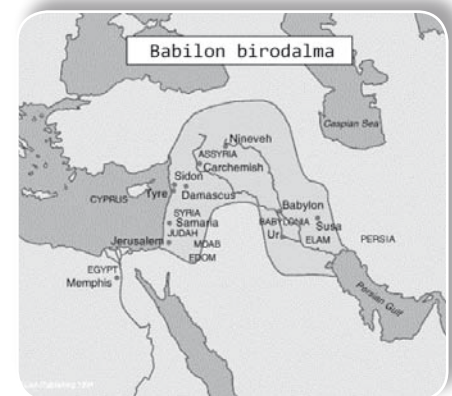 Babilon birodalma
Caspian Sea
Nineveh
ASSYRIA
Carchemish
Sidon
CYPRUS
Tyre
Damascus
Babylon
SYRIA
Samaria
BABYLONIA
Susa
JUDAH
Ur
ELAM
PERSIA
Jerusalem
MOAB
EDOM
EGYPT
Memphis
Persian Gulf